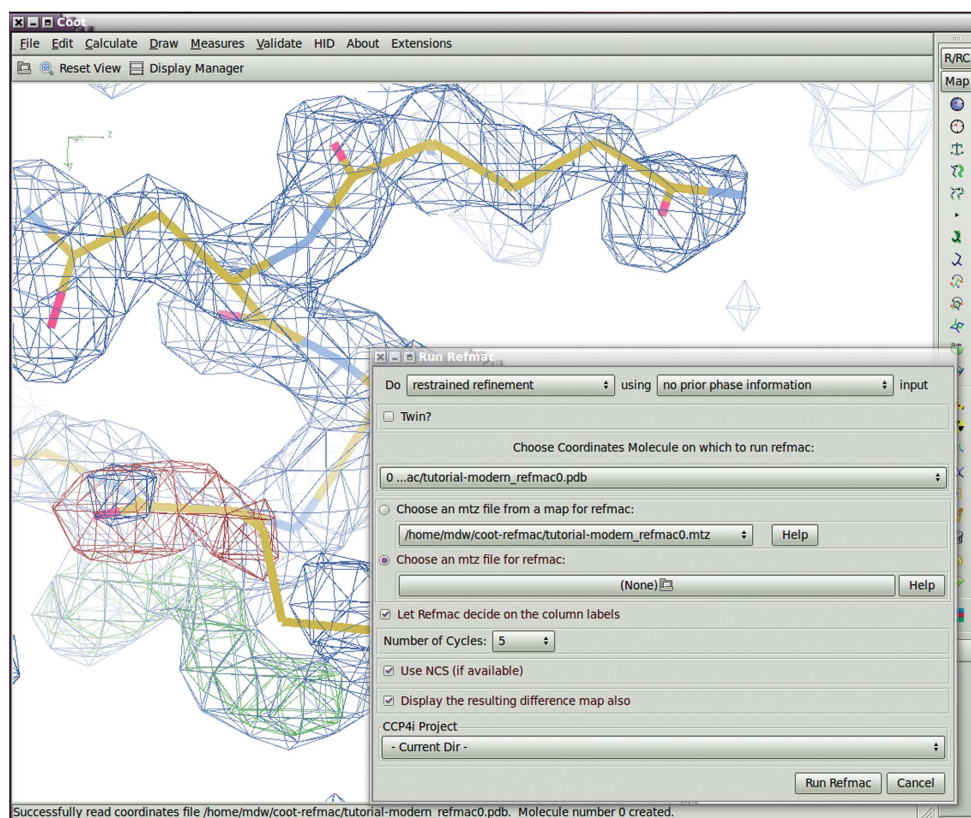 Coot
File Edit Calculate Draw Measures Validate HID About Extensions
Reset View Display Manager
R/RC
Map
z
Run Refmac
Do restrained refinement using no prior phase information input
Twin?
Choose Coordinates Molecule on which to run refmac:
0 ...ac/tutorial-modern_refmac0.pdb
Choose an mtz file from a map for refmac:
/home/mdw/coot-refmac/tutorial-modern_refmac0.mtz Help
Choose an mtz file for refmac:
(None) Help
Let Refmac decide on the column labels
Number of Cycles: 5
Use NCS (if available)
Display the resulting difference map also
CCP4i Project
- Current Dir -
Run Refmac Cancel
Successfully read coordinates file /home/mdw/coot-refmac/tutorial-modern_refmac0.pdb. Molecule number 0 created.